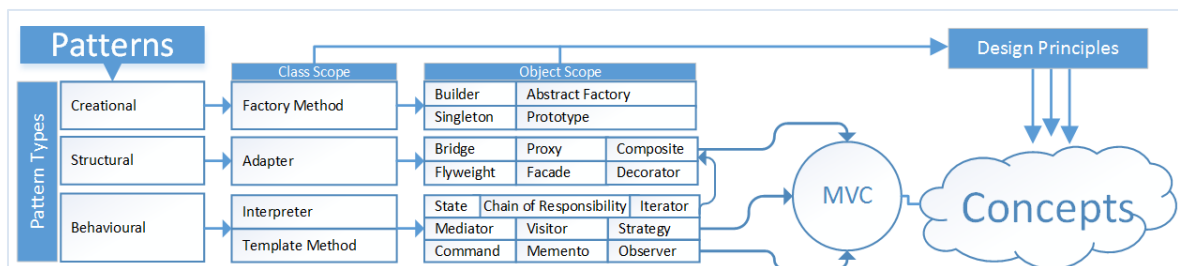 Patterns
Design Principles
Class Scope
Object Scope
Pattern Types
Creational
Factory Method
Builder
Abstract Factory
Singleton
Prototype
Structural
Adapter
Bridge
Proxy
Composite
Flyweight
Facade
Decorator
Behavioural
Interpreter
Template Method
State
Chain of Responsibility
Iterator
Mediator
Visitor
Strategy
Command
Memento
Observer
MVC
Concepts